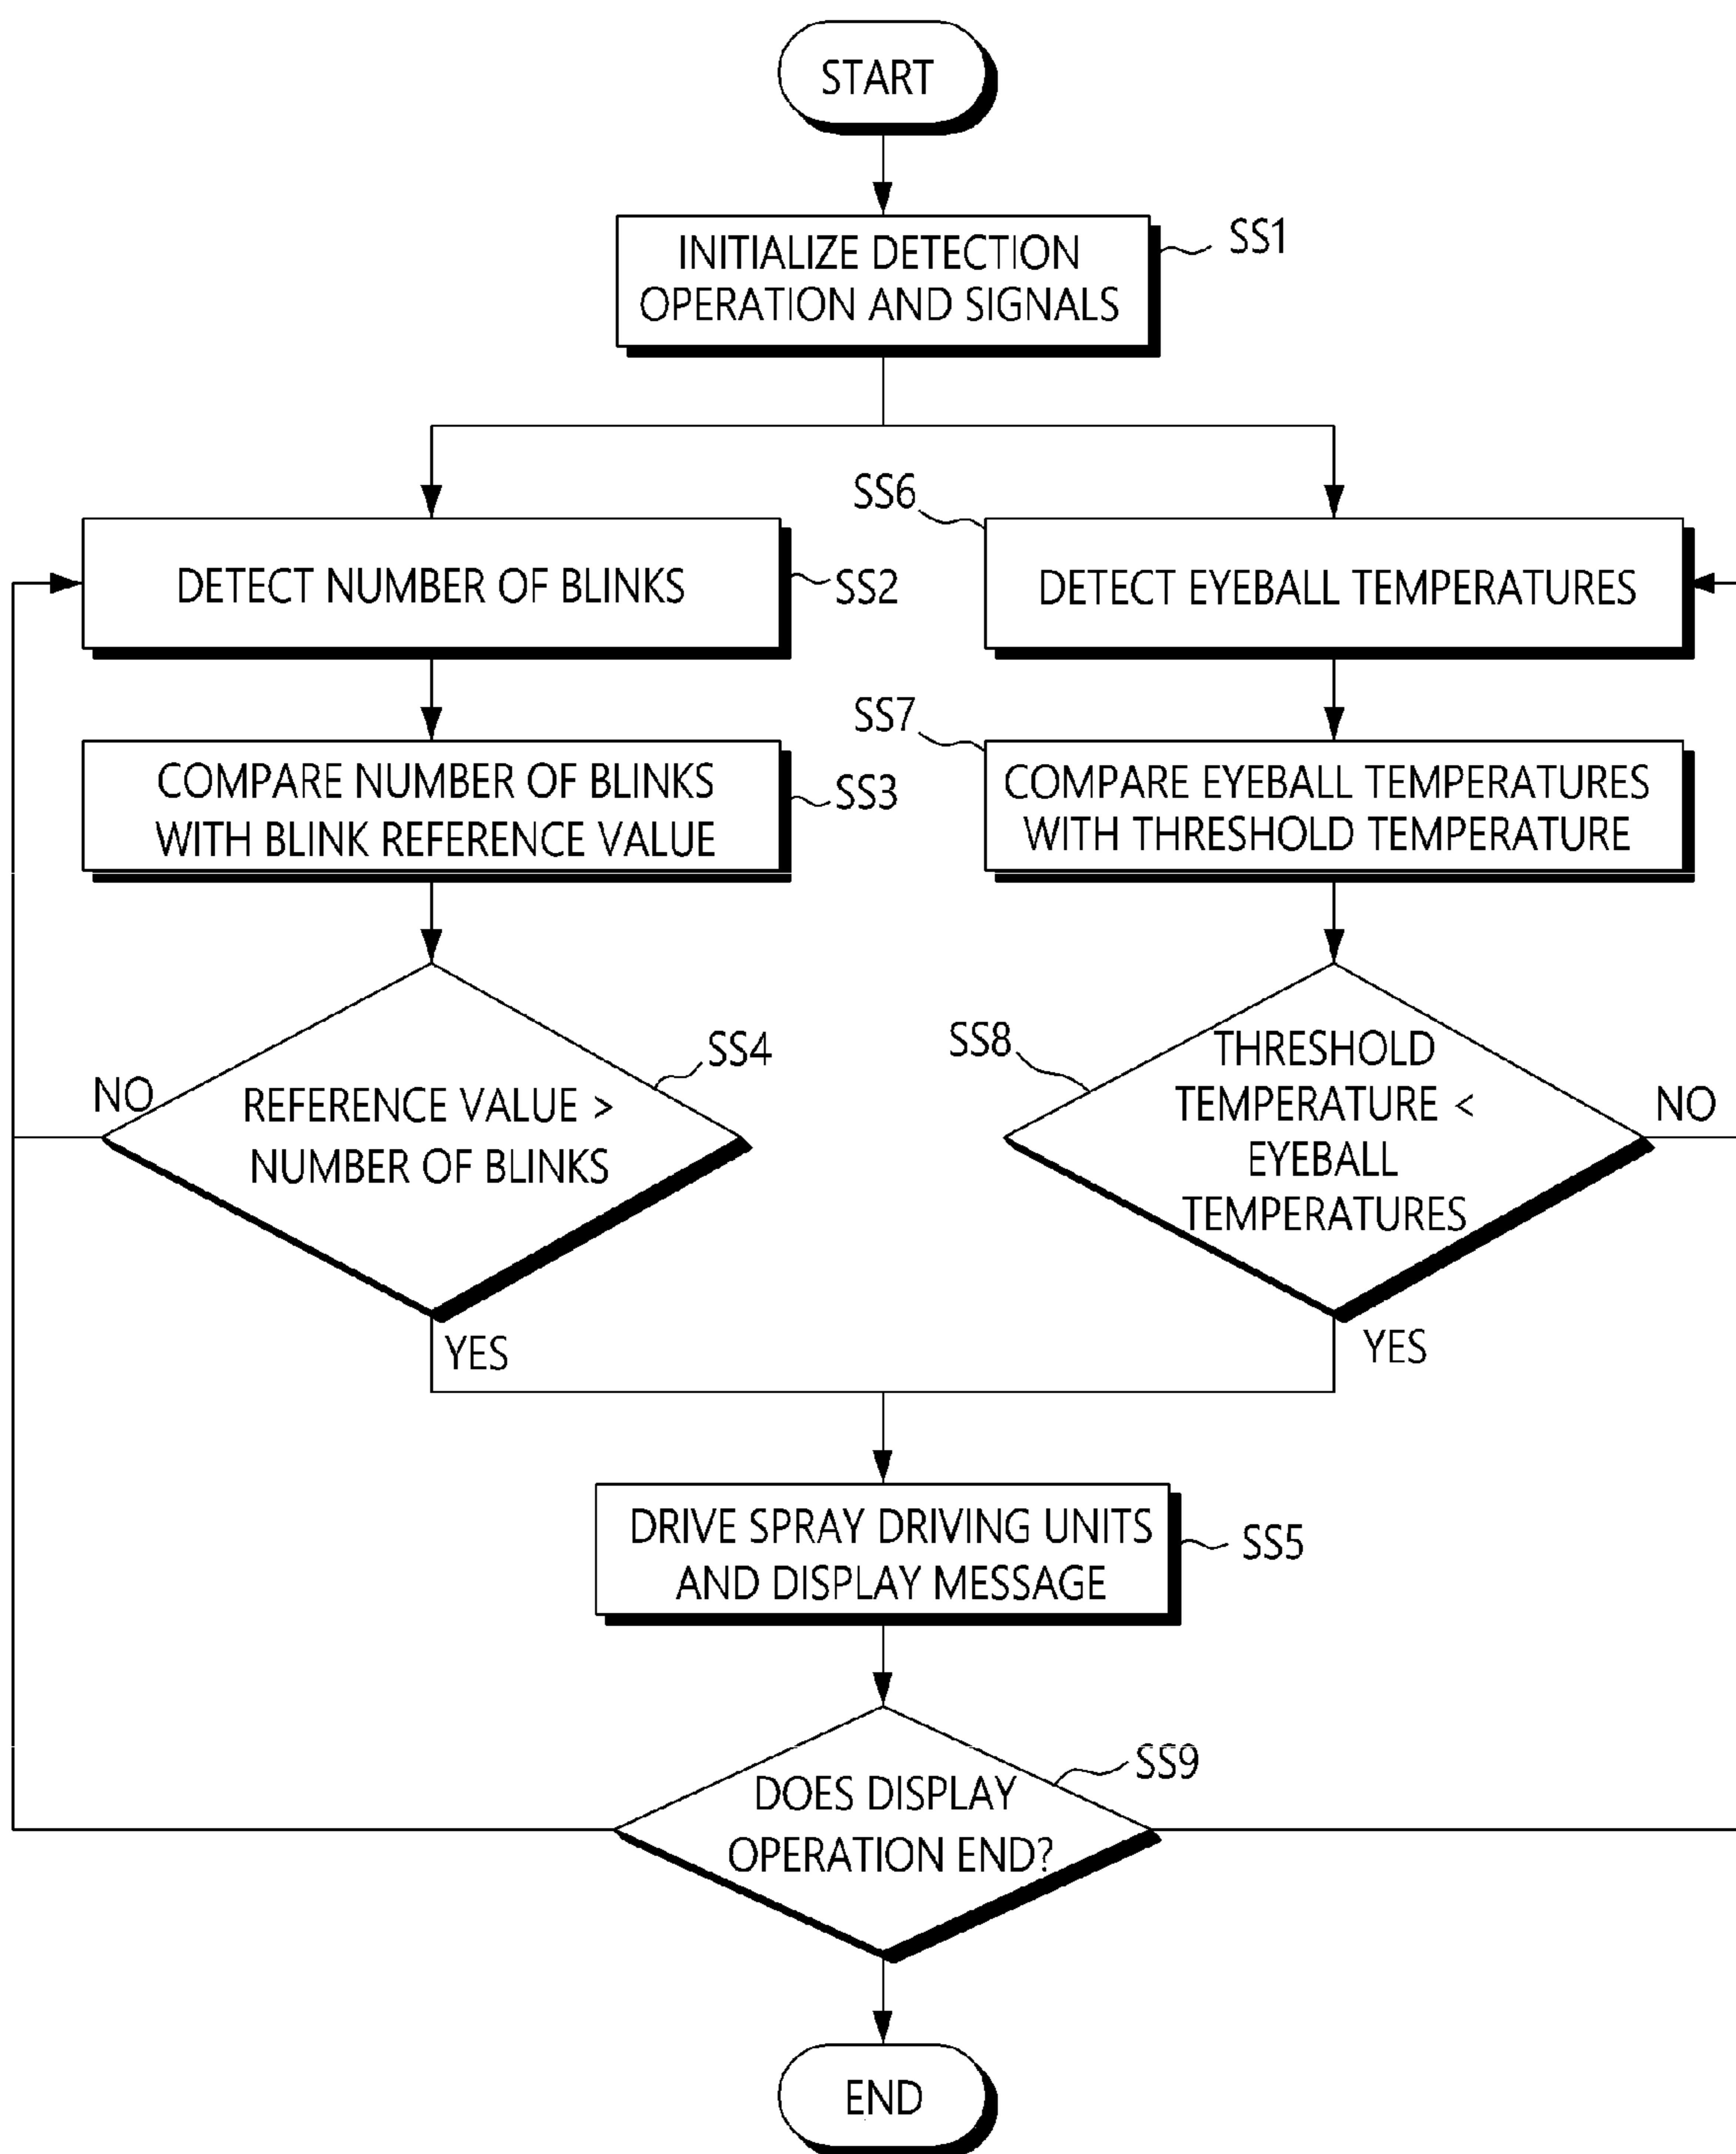 START
INITIALIZE DETECTION
OPERATION AND SIGNALS
SS1
DETECT NUMBER OF BLINKS
SS2
SS6
DETECT EYEBALL TEMPERATURES
COMPARE NUMBER OF BLINKS
WITH BLINK REFERENCE VALUE
SS3
SS7
COMPARE EYEBALL TEMPERATURES
WITH THRESHOLD TEMPERATURE
NO
REFERENCE VALUE >
NUMBER OF BLINKS
SS4
YES
SS8
THRESHOLD
TEMPERATURE <
EYEBALL
TEMPERATURES
NO
YES
DRIVE SPRAY DRIVING UNITS
AND DISPLAY MESSAGE
SS5
DOES DISPLAY
OPERATION END?
SS9
END